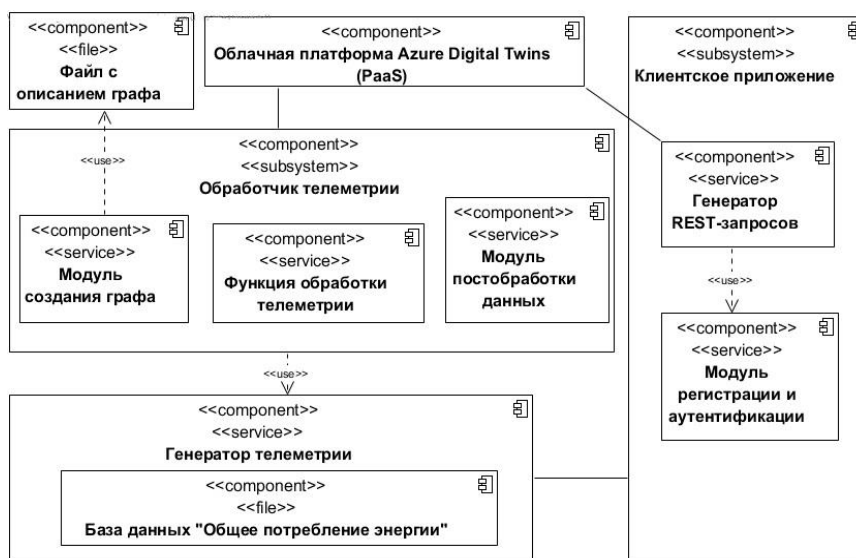 <<component>>
<<file>>
Файл с
описанием графа
<<component>>
Облачная платформа Azure Digital Twins
(PaaS)
<<component>>
<<subsystem>>
Клиентское приложение
<<use>>
<<component>>
<<subsystem>>
Обработчик телеметрии
<<component>>
<<service>>
Модуль
создания графа
<<component>>
<<service>>
Функция обработки
телеметрии
<<component>>
<<service>>
Модуль
постобработки
данных
<<component>>
<<service>>
Генератор
REST-запросов
<<use>>
<<component>>
<<service>>
Модуль
регистрации и
аутентификации
<<use>>
<<component>>
<<service>>
Генератор телеметрии
<<component>>
<<file>>
База данных "Общее потребление энергии"